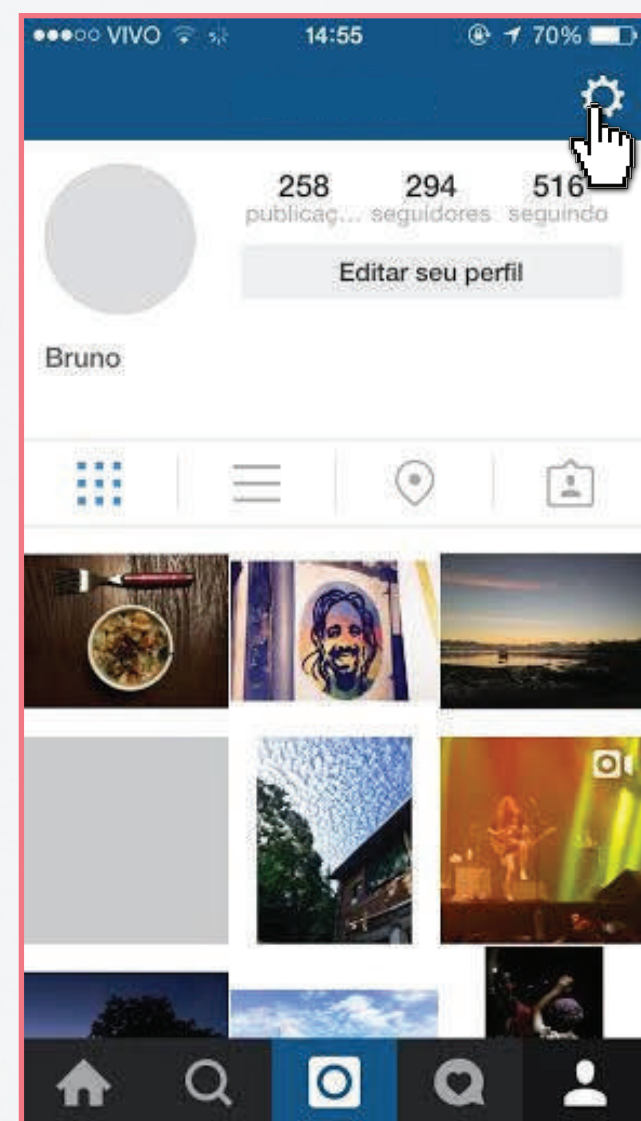 ●●●○○ VIVO 14:55 70%
258 294 516
publicaç... seguidores seguindo
Editar seu perfil
Bruno